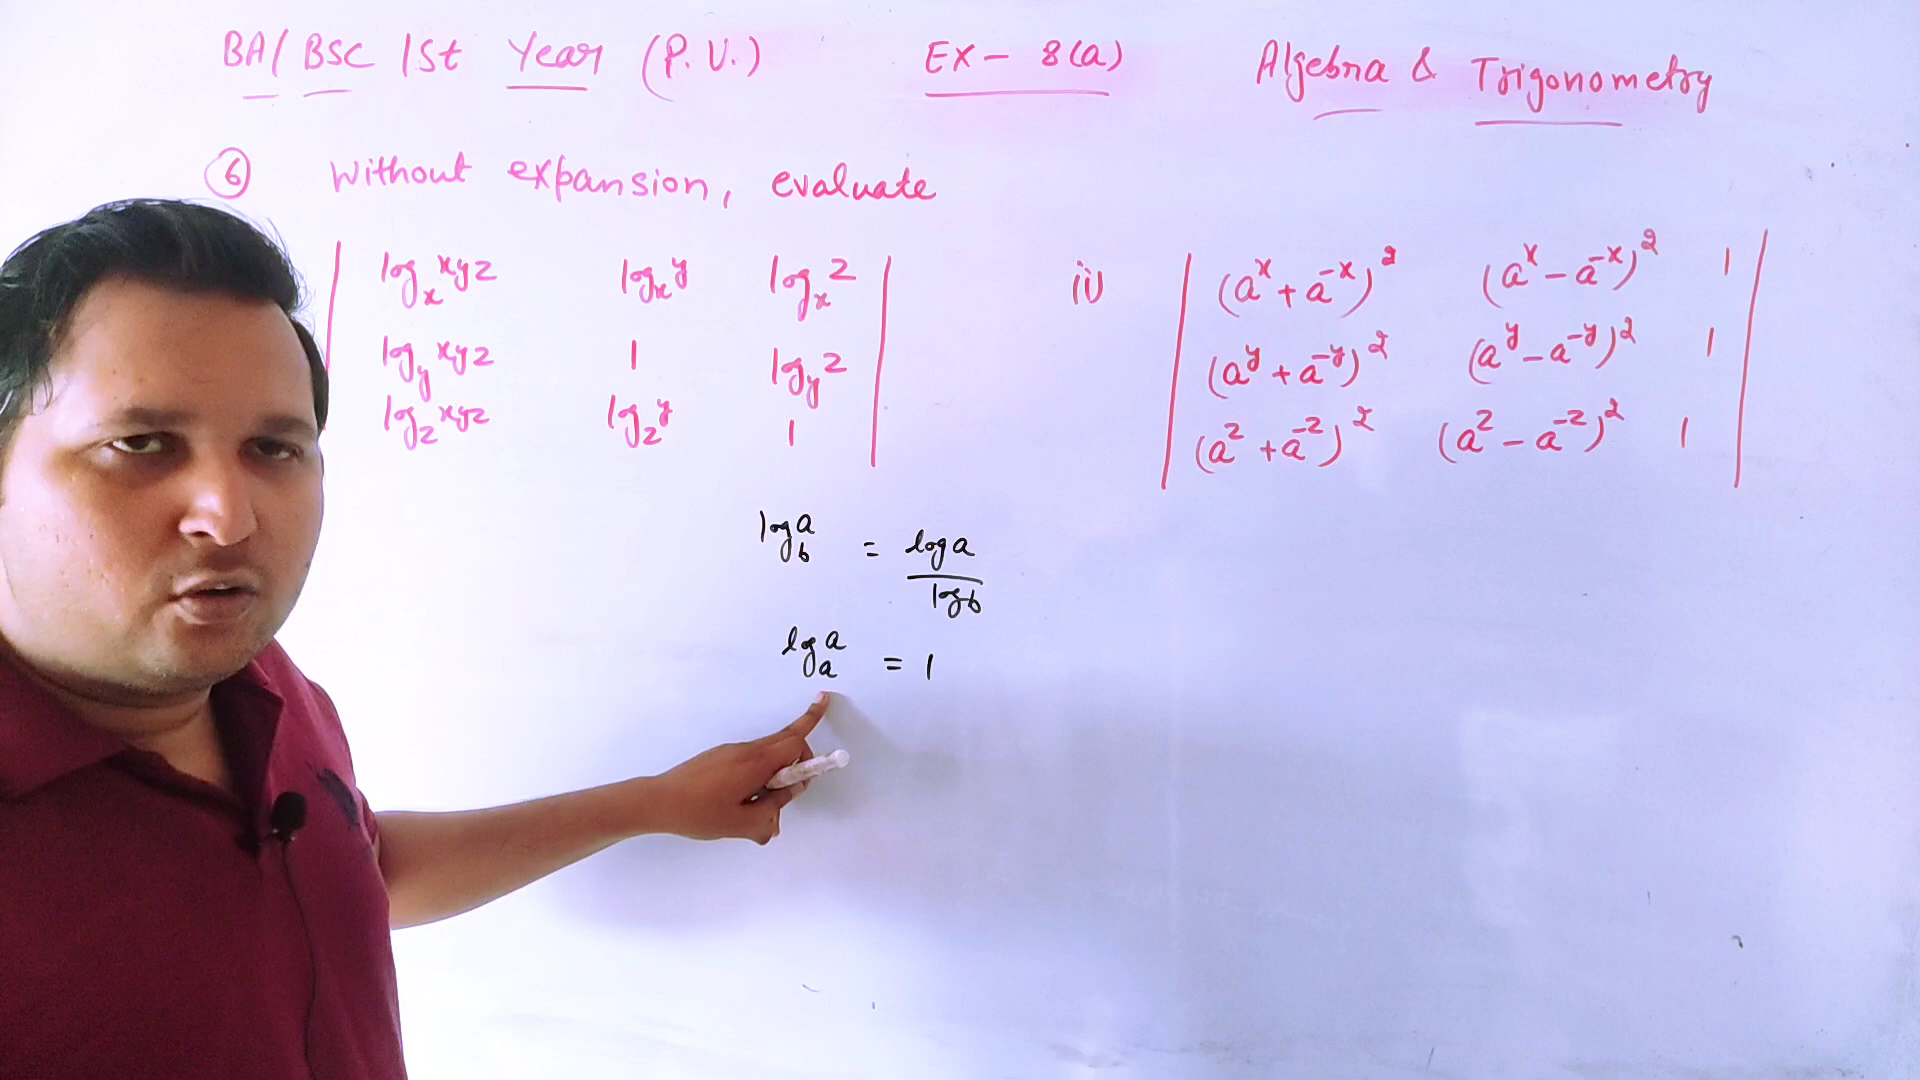 BA/BSC 1st Year (P.U.) EX- 8(a) Algebra & Trigonometry
6 Without expansion, evaluate
log_x xyz log_x y log_x z
log_y xyz 1 log_y z
log_z xyz log_z y 1
ii) (a^x + a^-x)^2 (a^x - a^-x)^2 1
(a^y + a^-y)^2 (a^y - a^-y)^2 1
(a^z + a^-z)^2 (a^z - a^-z)^2 1
log_b a = log a / log b
log_a a = 1